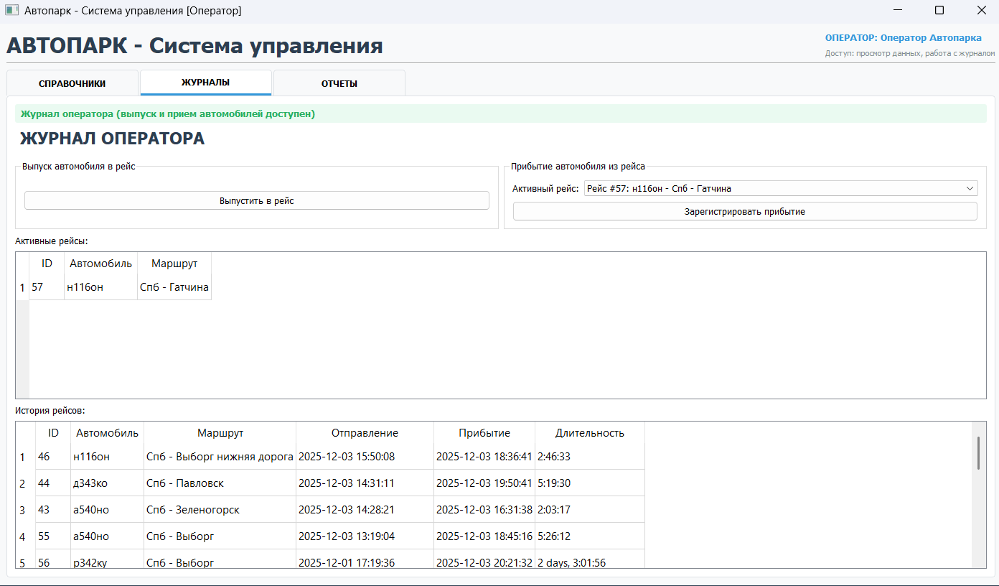 Автопарк - Система управления [Оператор]
АВТОПАРК - Система управления
ОПЕРАТОР: Оператор Автопарка
Доступ: просмотр данных, работа с журналом
СПРАВОЧНИКИ ЖУРНАЛЫ ОТЧЕТЫ
Журнал оператора (выпуск и прием автомобилей доступен)
ЖУРНАЛ ОПЕРАТОРА
Выпуск автомобиля в рейс
Выпустить в рейс
Прибытие автомобиля из рейса
Активный рейс: Рейс #57: н116он - Спб - Гатчина
Зарегистрировать прибытие
Активные рейсы:
ID Автомобиль Маршрут
1 57 н116он Спб - Гатчина
История рейсов:
ID Автомобиль Маршрут Отправление Прибытие Длительность
1 46 н116он Спб - Выборг нижняя дорога 2025-12-03 15:50:08 2025-12-03 18:36:41 2:46:33
2 44 д343ко Спб - Павловск 2025-12-03 14:31:11 2025-12-03 19:50:41 5:19:30
3 43 а540но Спб - Зеленогорск 2025-12-03 14:28:21 2025-12-03 16:31:38 2:03:17
4 55 а540но Спб - Выборг 2025-12-03 13:19:04 2025-12-03 18:45:16 5:26:12
5 56 р342ку Спб - Выборг 2025-12-01 17:19:36 2025-12-03 20:21:32 2 days, 3:01:56